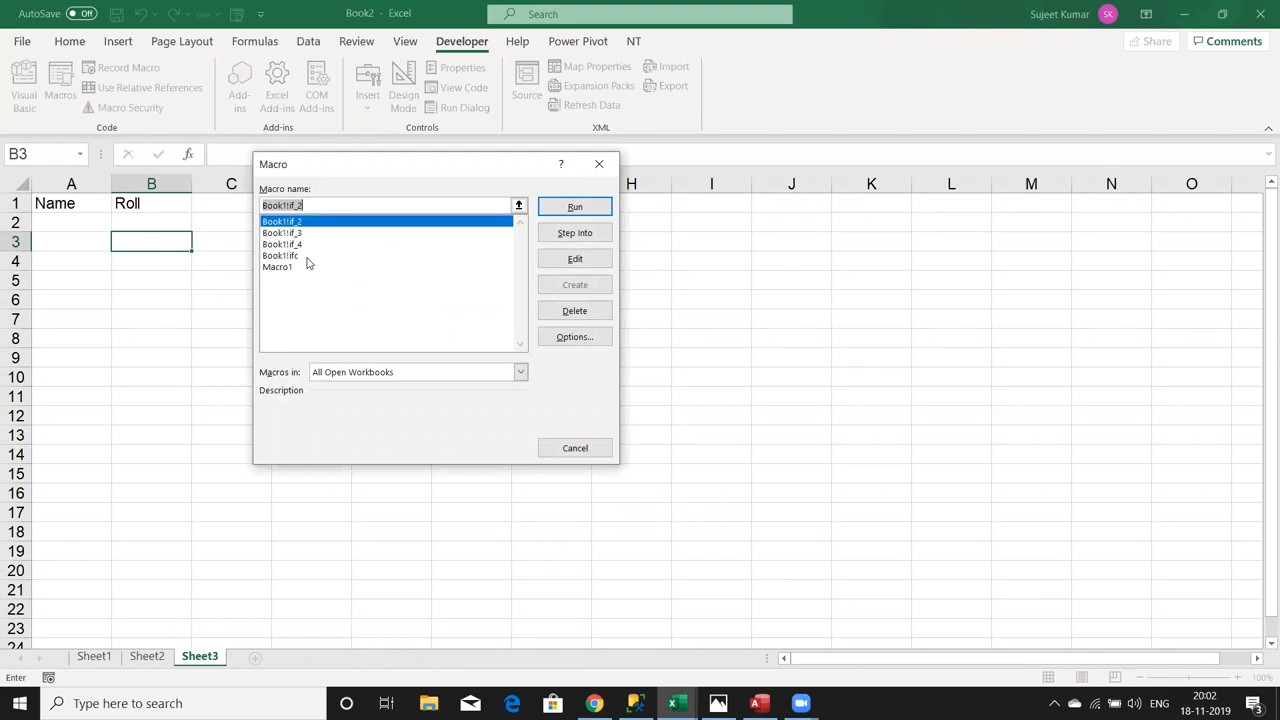 AutoSave Off Book2 - Excel Search Sujeet Kumar SK
File Home Insert Page Layout Formulas Data Review View Developer Help Power Pivot NT Share Comments
Visual Basic Macros Record Macro Use Relative References Macro Security Code
Add-ins Excel Add-ins COM Add-ins Add-ins
Insert Design Mode Properties View Code Run Dialog Controls
Source Map Properties Expansion Packs Refresh Data Import Export XML
B3 fx
A B C H I J K L M N O
1 Name Roll
2
3
4
5
6
7
8
9
10
11
12
13
14
15
16
17
18
19
20
21
22
23
24
Macro ?
Macro name:
Book1!if_2
Book1!if_2
Book1!if_3
Book1!if_4
Book1!ifc
Macro1
Run
Step Into
Edit
Create
Delete
Options...
Macros in: All Open Workbooks
Description
Cancel
Sheet1 Sheet2 Sheet3
Enter 100%
Type here to search
20:02
18-11-2019